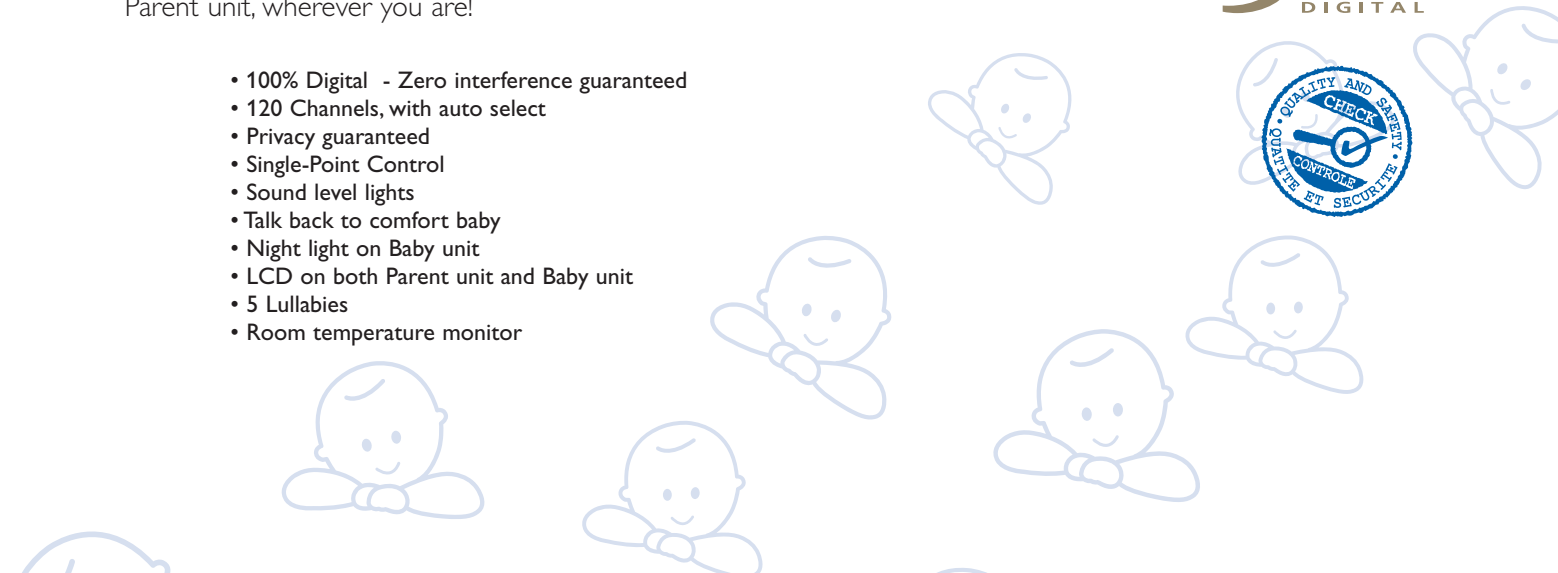 Parent unit, wherever you are!
DIGITAL
• 100% Digital - Zero interference guaranteed
• 120 Channels, with auto select
• Privacy guaranteed
• Single-Point Control
• Sound level lights
• Talk back to comfort baby
• Night light on Baby unit
• LCD on both Parent unit and Baby unit
• 5 Lullabies
• Room temperature monitor
• QUALITY AND SAFETY •
CHECK
CONTROLE
QUATITE ET SECURITE